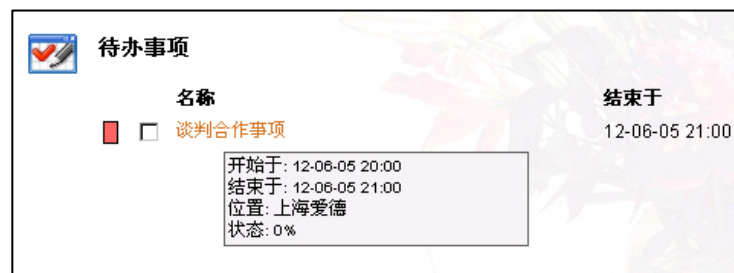 待办事项
名称 结束于
谈判合作事项 12-06-05 21:00
开始于: 12-06-05 20:00
结束于: 12-06-05 21:00
位置: 上海爱德
状态: 0%